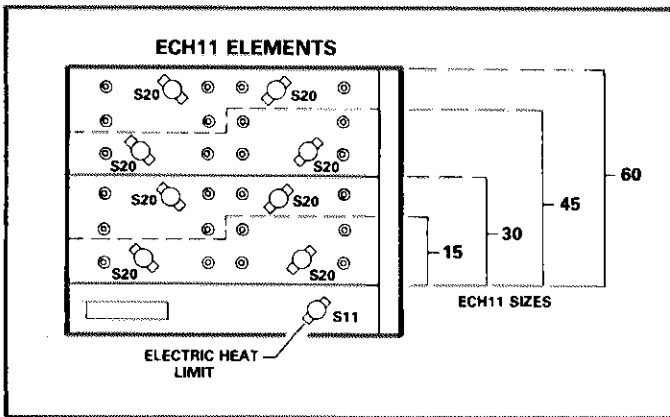 ECH11 ELEMENTS
S20 S20
S20 S20
S20 S20
S20 S20
S11
60
45
30
15
ECH11 SIZES
ELECTRIC HEAT
LIMIT